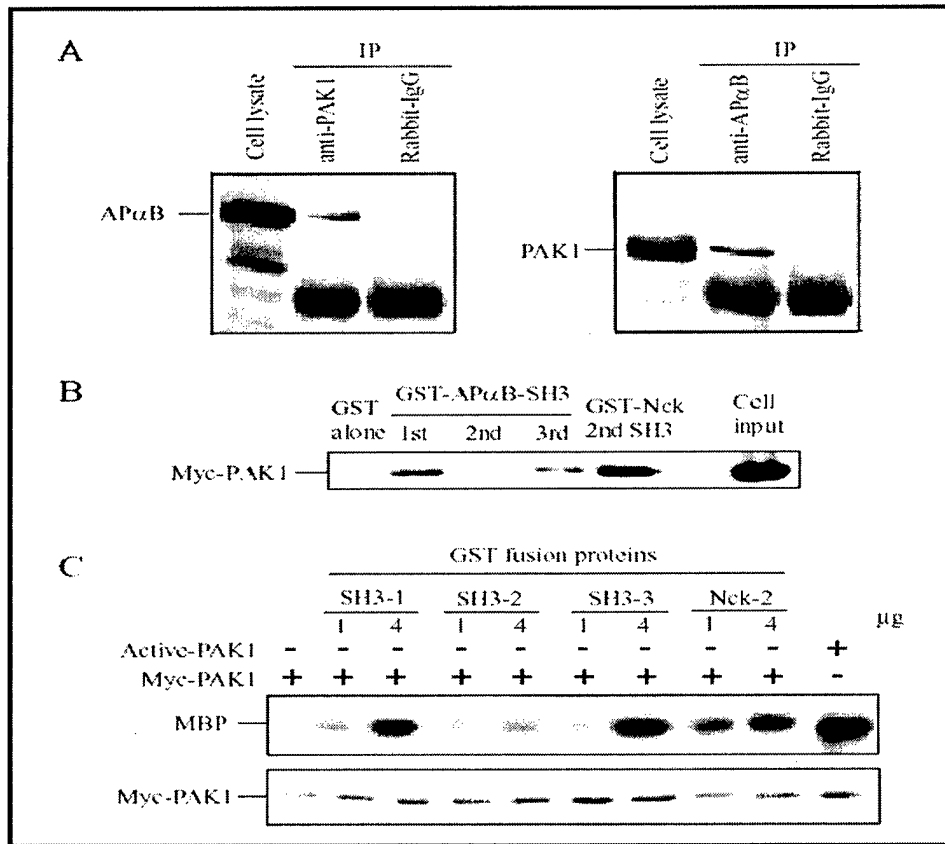 A
IP
IP
Cell lysate
anti-PAK1
Rabbit-IgG
Cell lysate
anti-APαB
Rabbit-IgG
APαB
PAK1
B
GST alone
GST-APαB-SH3
1st 2nd 3rd
GST-Nck 2nd SH3
Cell input
Myc-PAK1
C
GST fusion proteins
SH3-1 SH3-2 SH3-3 Nck-2
1 4 1 4 1 4 1 4 µg
Active-PAK1 - - - - - - - - - +
Myc-PAK1 + + + + + + + + + -
MBP
Myc-PAK1